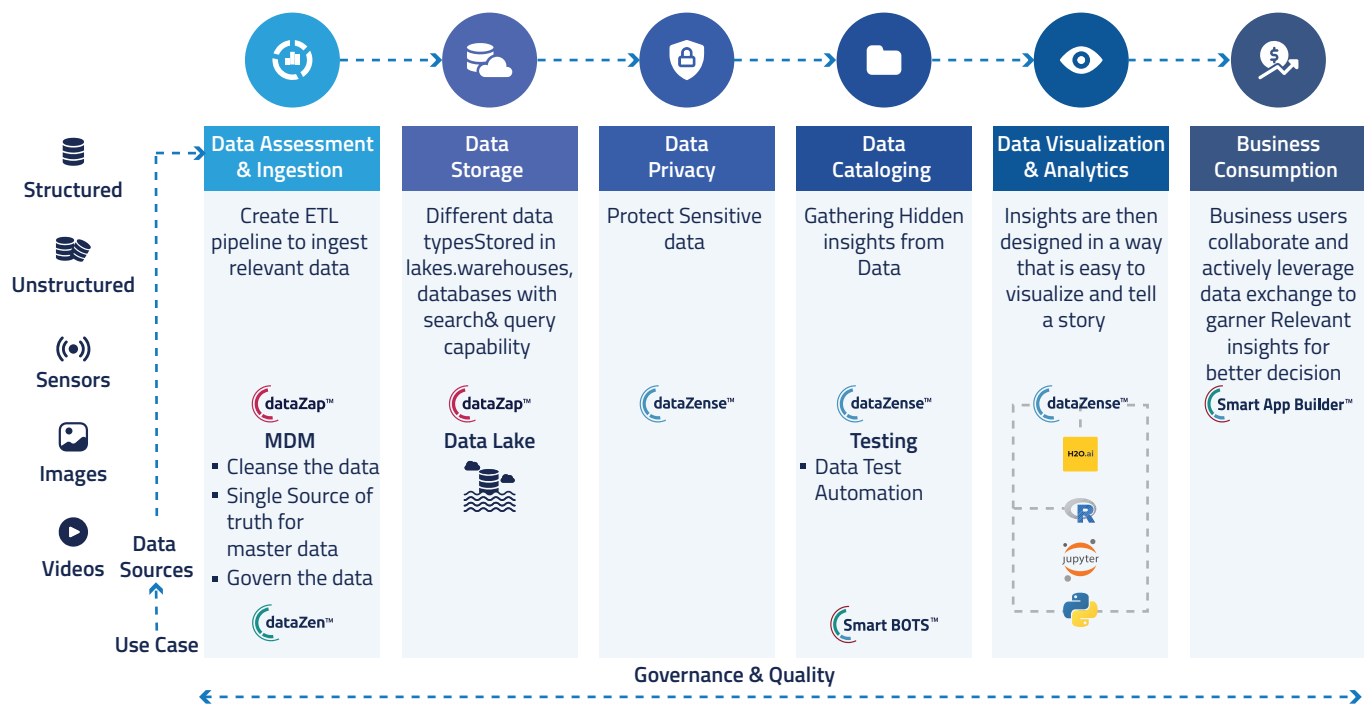 Structured
Unstructured
Sensors
Images
Videos
Data
Sources
Use Case
Data Assessment
& Ingestion
Create ETL
pipeline to ingest
relevant data
dataZap™
MDM
▪ Cleanse the data
▪ Single Source of
truth for
master data
▪ Govern the data
dataZen™
Data
Storage
Different data
typesStored in
lakes.warehouses,
databases with
search& query
capability
dataZap™
Data Lake
Data
Privacy
Protect Sensitive
data
dataZense™
Data
Cataloging
Gathering Hidden
insights from
Data
dataZense™
Testing
▪ Data Test
Automation
Smart BOTS™
Data Visualization
& Analytics
Insights are then
designed in a way
that is easy to
visualize and tell
a story
dataZense™
H2O.ai
R
jupyter
Business
Consumption
Business users
collaborate and
actively leverage
data exchange to
garner Relevant
insights for
better decision
Smart App Builder™
Governance & Quality